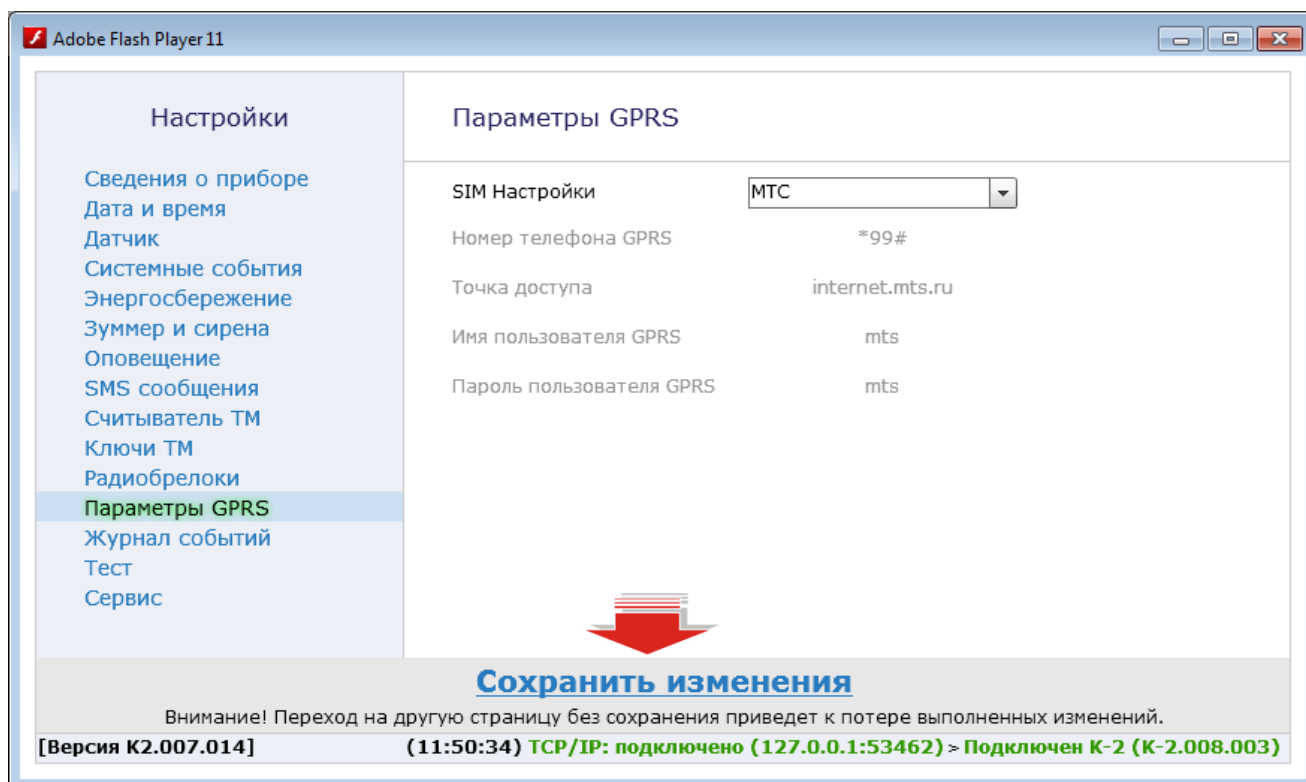 Adobe Flash Player 11
Настройки
Сведения о приборе
Дата и время
Датчик
Системные события
Энергосбережение
Зуммер и сирена
Оповещение
SMS сообщения
Считыватель ТМ
Ключи ТМ
Радиобрелоки
Параметры GPRS
Журнал событий
Тест
Сервис
Параметры GPRS
SIM Настройки МТС
Номер телефона GPRS *99#
Точка доступа internet.mts.ru
Имя пользователя GPRS mts
Пароль пользователя GPRS mts
Сохранить изменения
Внимание! Переход на другую страницу без сохранения приведет к потере выполненных изменений.
[Версия K2.007.014] (11:50:34) TCP/IP: подключено (127.0.0.1:53462) > Подключен К-2 (K-2.008.003)